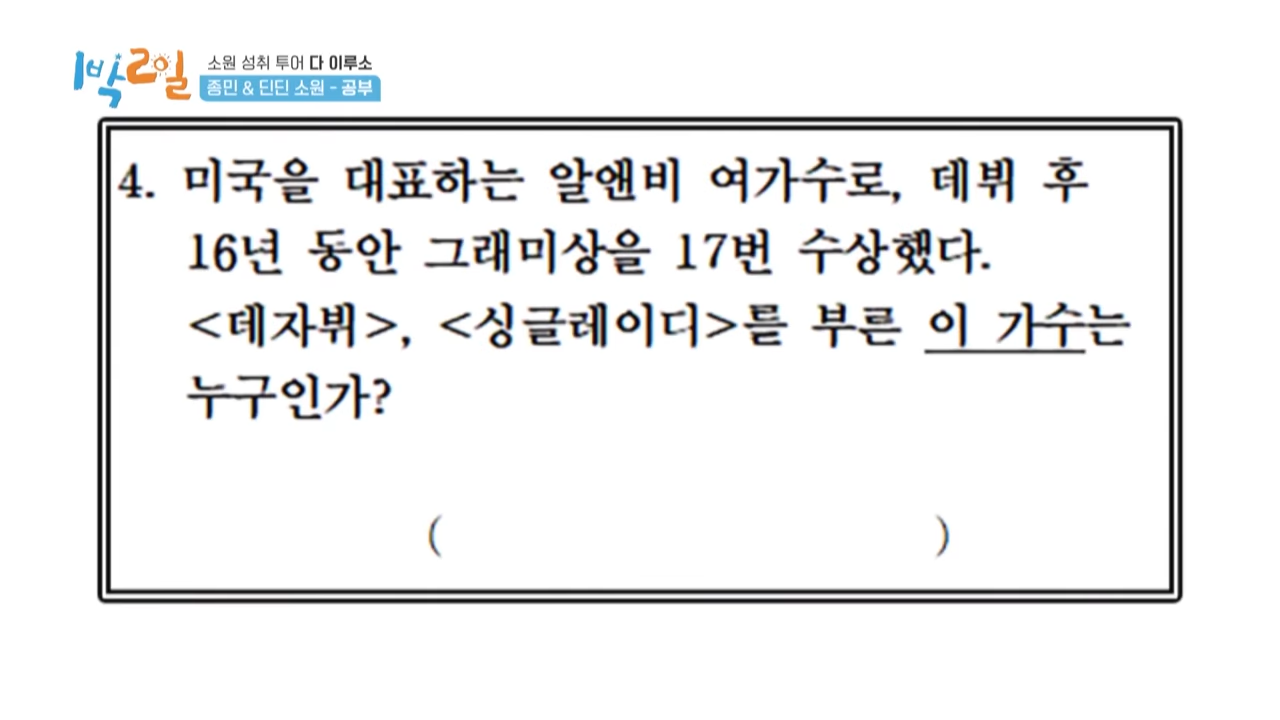 1박2일
소원 성취 투어 다 이루소
종민 & 딘딘 소원 - 공부
4. 미국을 대표하는 알앤비 여가수로, 데뷔 후
16년 동안 그래미상을 17번 수상했다.
<데자뷔>, <싱글레이디>를 부른 이 가수는
누구인가?
( )